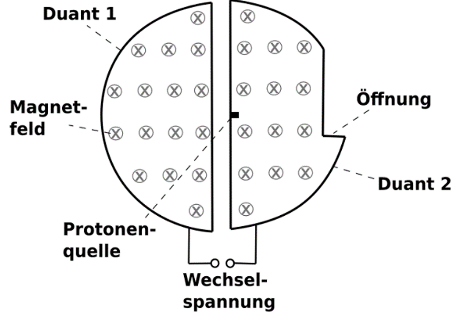 Duant 1
Magnet-
feld
Öffnung
Duant 2
Protonen-
quelle
Wechsel-
spannung